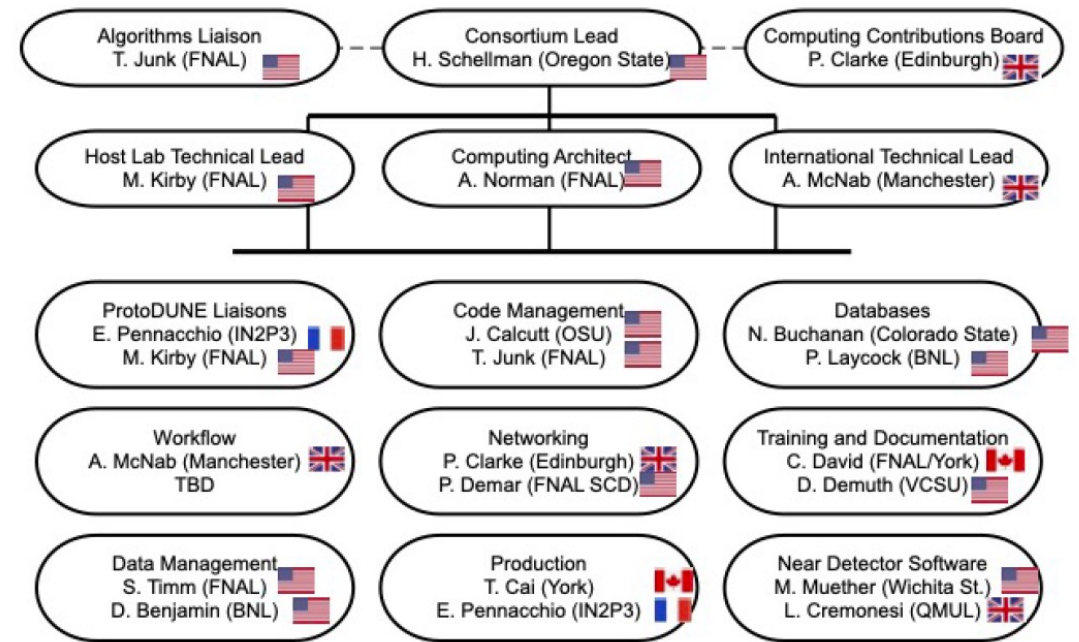 Algorithms Liaison
T. Junk (FNAL)
Consortium Lead
H. Schellman (Oregon State)
Computing Contributions Board
P. Clarke (Edinburgh)
Host Lab Technical Lead
M. Kirby (FNAL)
Computing Architect
A. Norman (FNAL)
International Technical Lead
A. McNab (Manchester)
ProtoDUNE Liaisons
E. Pennacchio (IN2P3)
M. Kirby (FNAL)
Code Management
J. Calcutt (OSU)
T. Junk (FNAL)
Databases
N. Buchanan (Colorado State)
P. Laycock (BNL)
Workflow
A. McNab (Manchester)
TBD
Networking
P. Clarke (Edinburgh)
P. Demar (FNAL SCD)
Training and Documentation
C. David (FNAL/York)
D. Demuth (VCSU)
Data Management
S. Timm (FNAL)
D. Benjamin (BNL)
Production
T. Cai (York)
E. Pennacchio (IN2P3)
Near Detector Software
M. Muether (Wichita St.)
L. Cremonesi (QMUL)